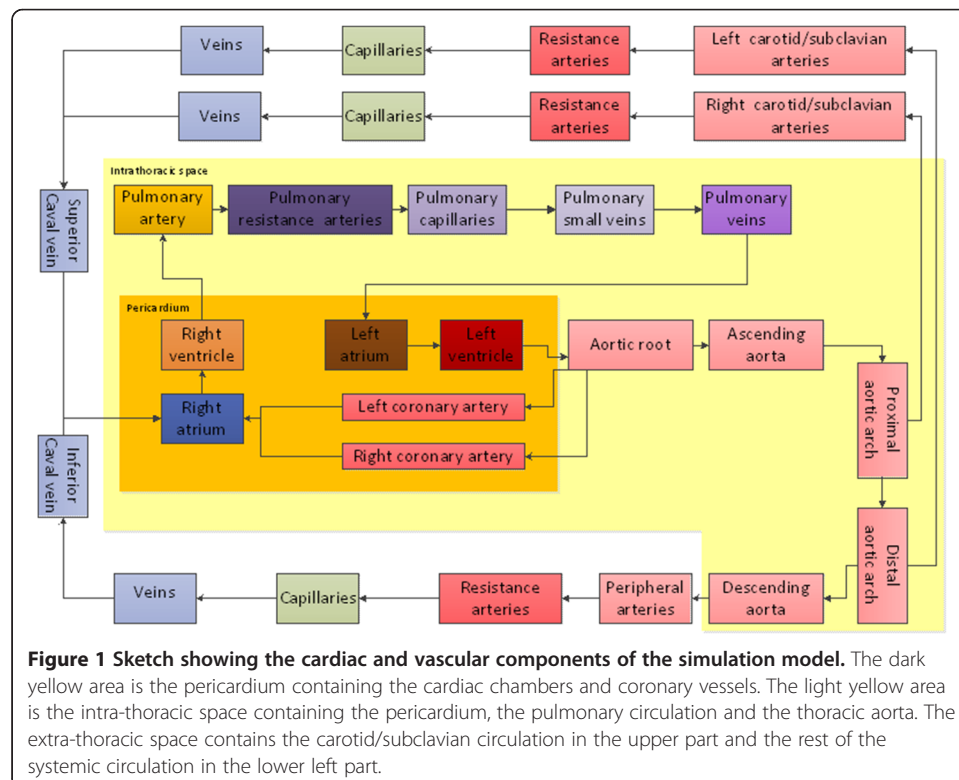 Veins
Capillaries
Resistance
arteries
Left carotid/subclavian
arteries
Veins
Capillaries
Resistance
arteries
Right carotid/subclavian
arteries
Intrathoracic space
Superior
Caval vein
Pulmonary
artery
Pulmonary
resistance arteries
Pulmonary
capillaries
Pulmonary
small veins
Pulmonary
veins
Pericardium
Right
ventricle
Left
atrium
Left
ventricle
Aortic root
Ascending
aorta
Right
atrium
Left coronary artery
Right coronary artery
Proximal
aortic arch
Inferior
Caval vein
Distal
aortic arch
Veins
Capillaries
Resistance
arteries
Peripheral
arteries
Descending
aorta
Figure 1 Sketch showing the cardiac and vascular components of the simulation model. The dark
yellow area is the pericardium containing the cardiac chambers and coronary vessels. The light yellow area
is the intra-thoracic space containing the pericardium, the pulmonary circulation and the thoracic aorta. The
extra-thoracic space contains the carotid/subclavian circulation in the upper part and the rest of the
systemic circulation in the lower left part.